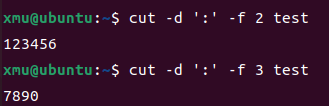 xmu@ubuntu:~$ cut -d ':' -f 2 test
123456
xmu@ubuntu:~$ cut -d ':' -f 3 test
7890